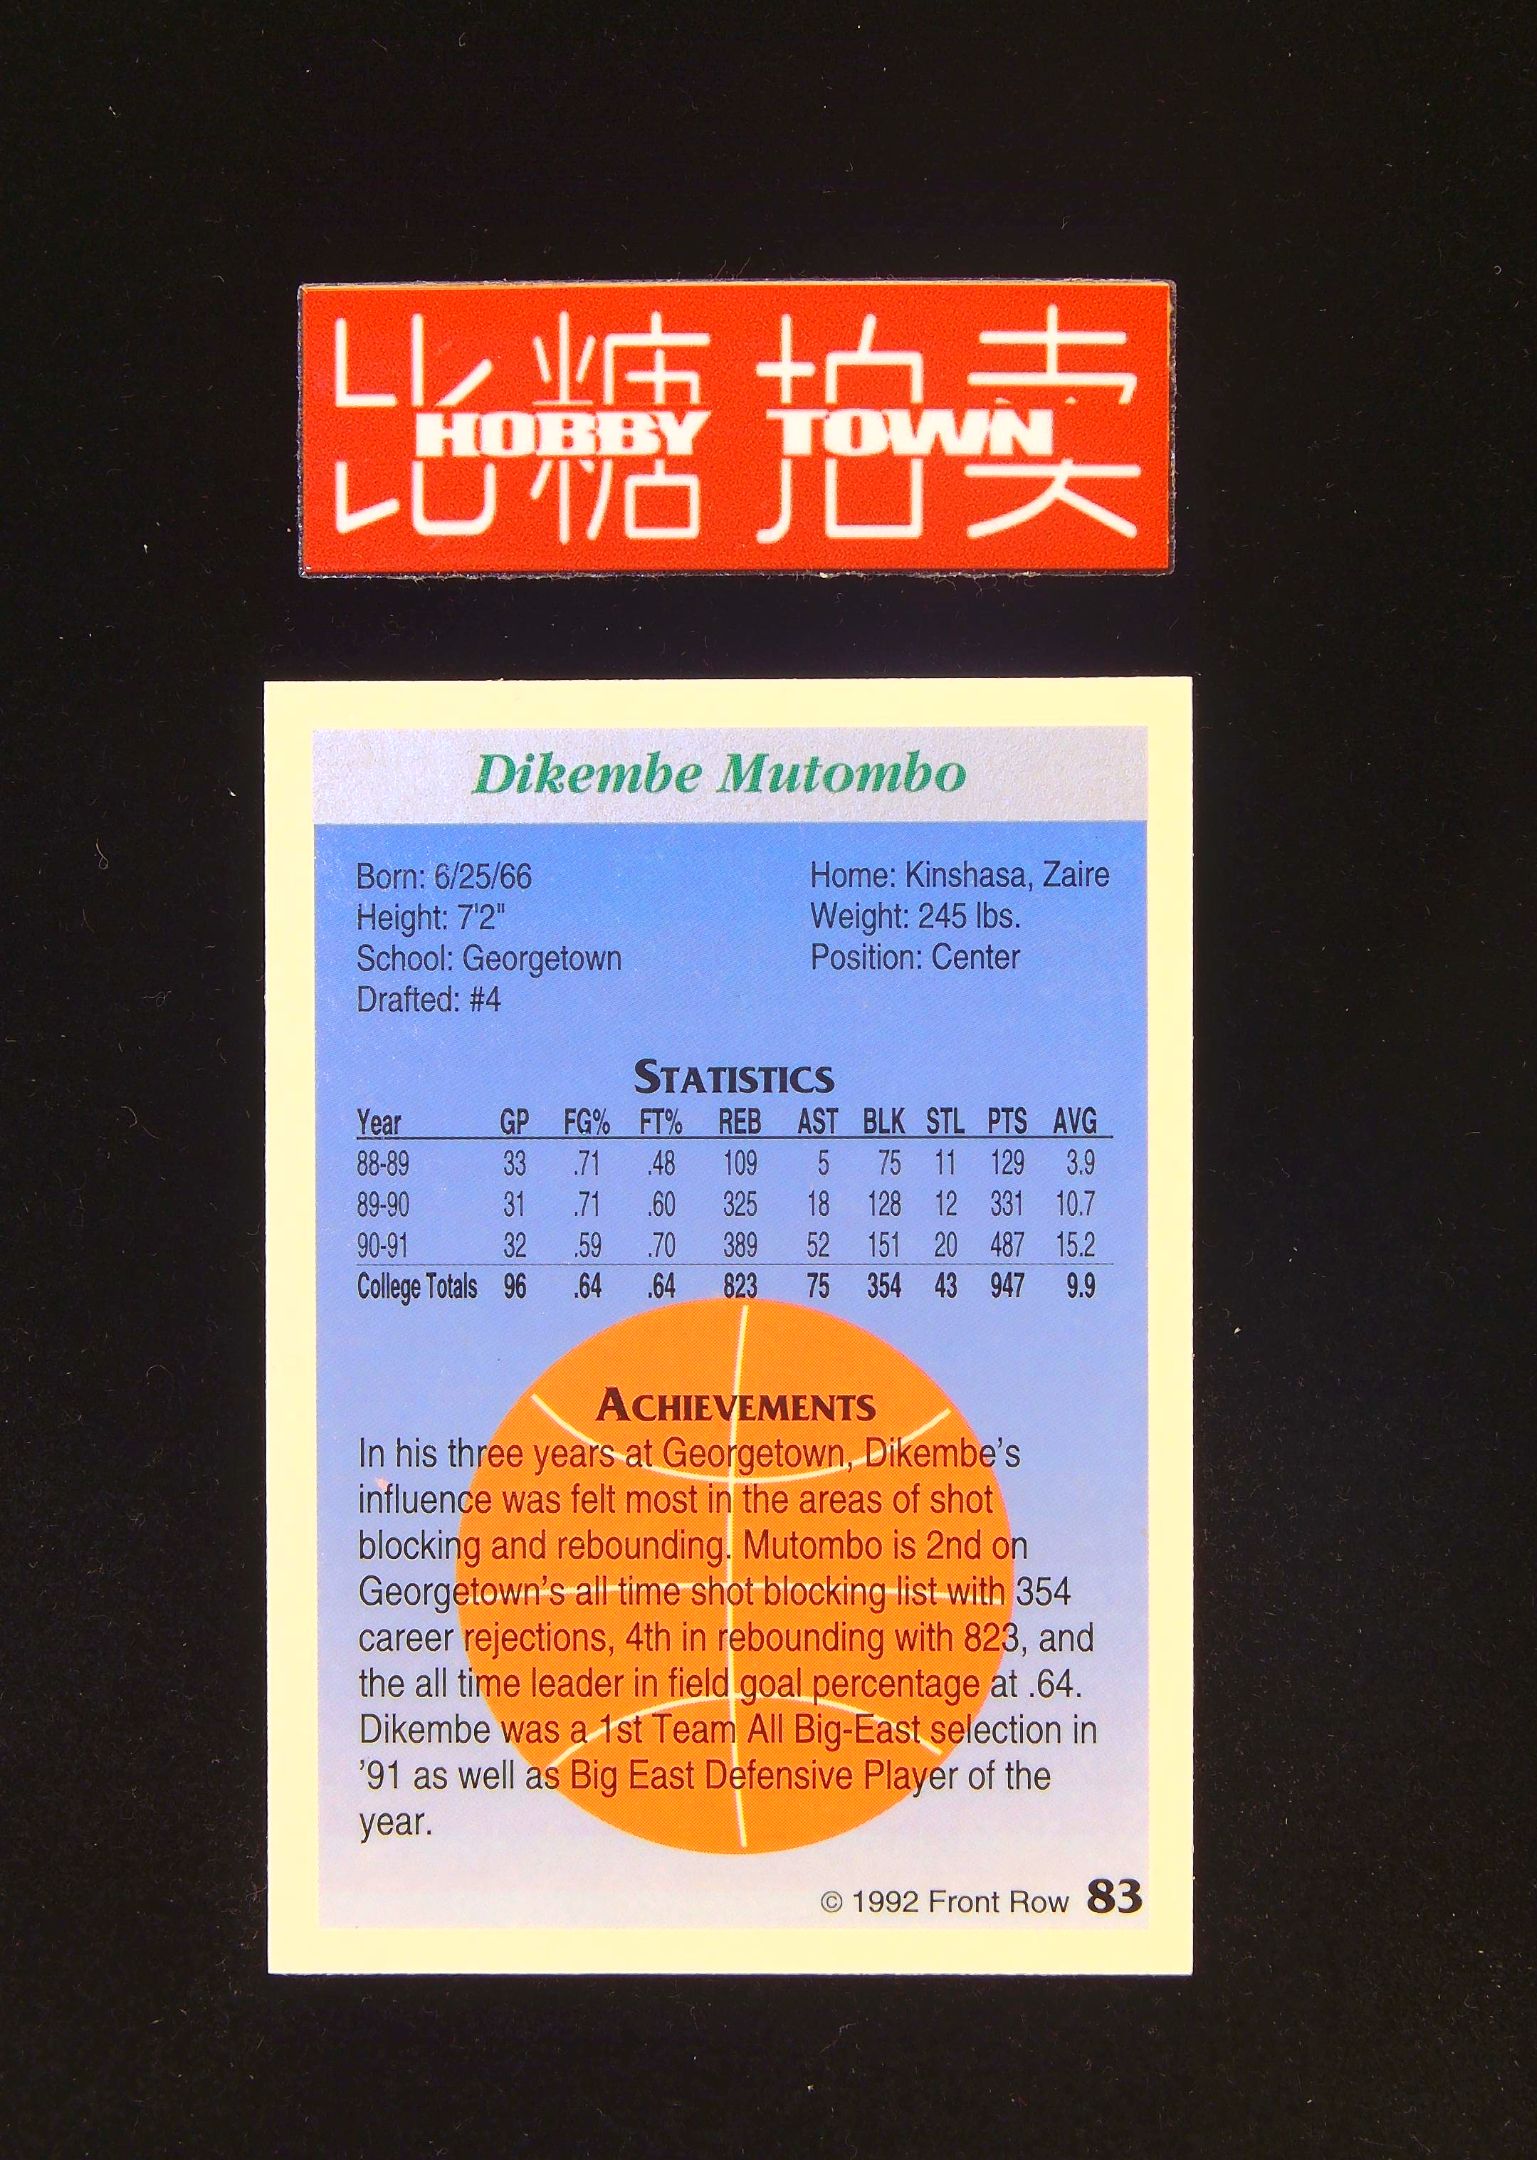 比糖拍卖
HOBBY TOWN
Dikembe Mutombo
Born: 6/25/66 Home: Kinshasa, Zaire
Height: 7'2" Weight: 245 lbs.
School: Georgetown Position: Center
Drafted: #4
STATISTICS
Year GP FG% FT% REB AST BLK STL PTS AVG
88-89 33 .71 .48 109 5 75 11 129 3.9
89-90 31 .71 .60 325 18 128 12 331 10.7
90-91 32 .59 .70 389 52 151 20 487 15.2
College Totals 96 .64 .64 823 75 354 43 947 9.9
ACHIEVEMENTS
In his three years at Georgetown, Dikembe's
influence was felt most in the areas of shot
blocking and rebounding. Mutombo is 2nd on
Georgetown's all time shot blocking list with 354
career rejections, 4th in rebounding with 823, and
the all time leader in field goal percentage at .64.
Dikembe was a 1st Team All Big-East selection in
'91 as well as Big East Defensive Player of the
year.
© 1992 Front Row 83